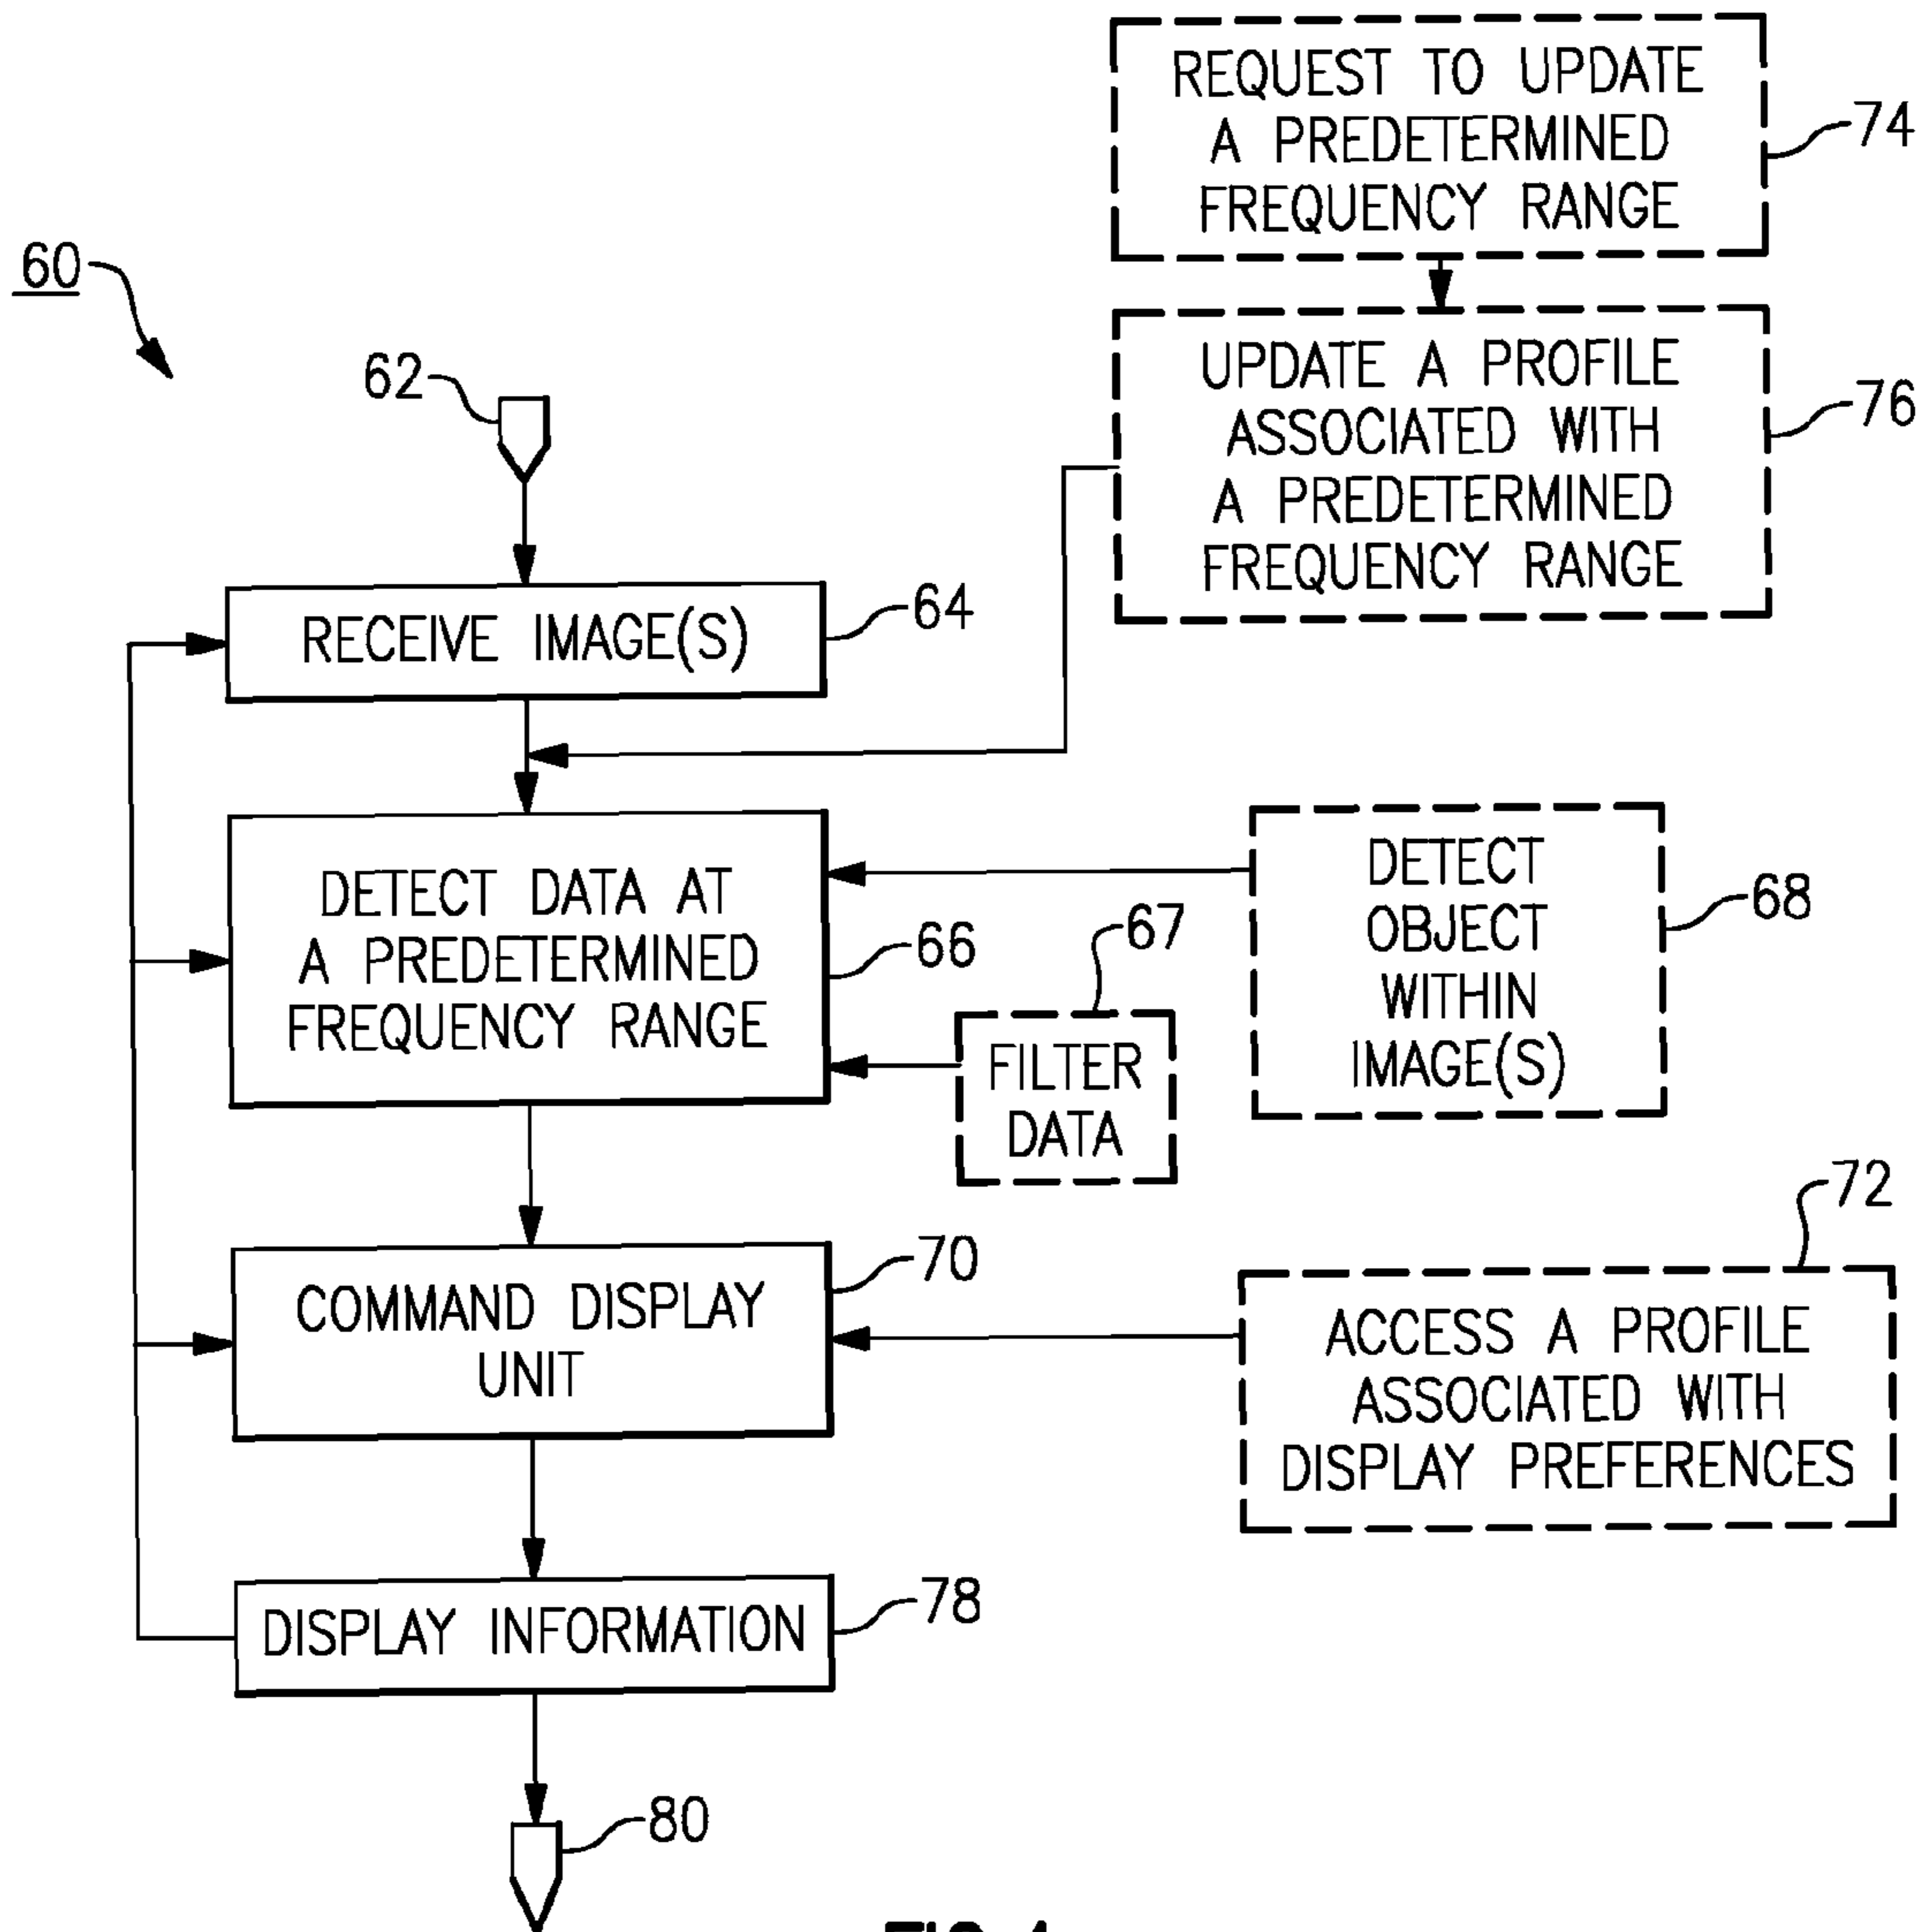 REQUEST TO UPDATE
A PREDETERMINED
FREQUENCY RANGE
74
60
UPDATE A PROFILE
ASSOCIATED WITH
A PREDETERMINED
FREQUENCY RANGE
76
62
RECEIVE IMAGE(S)
64
DETECT DATA AT
A PREDETERMINED
FREQUENCY RANGE
66
67
FILTER
DATA
DETECT
OBJECT
WITHIN
IMAGE(S)
68
COMMAND DISPLAY
UNIT
70
72
ACCESS A PROFILE
ASSOCIATED WITH
DISPLAY PREFERENCES
DISPLAY INFORMATION
78
80